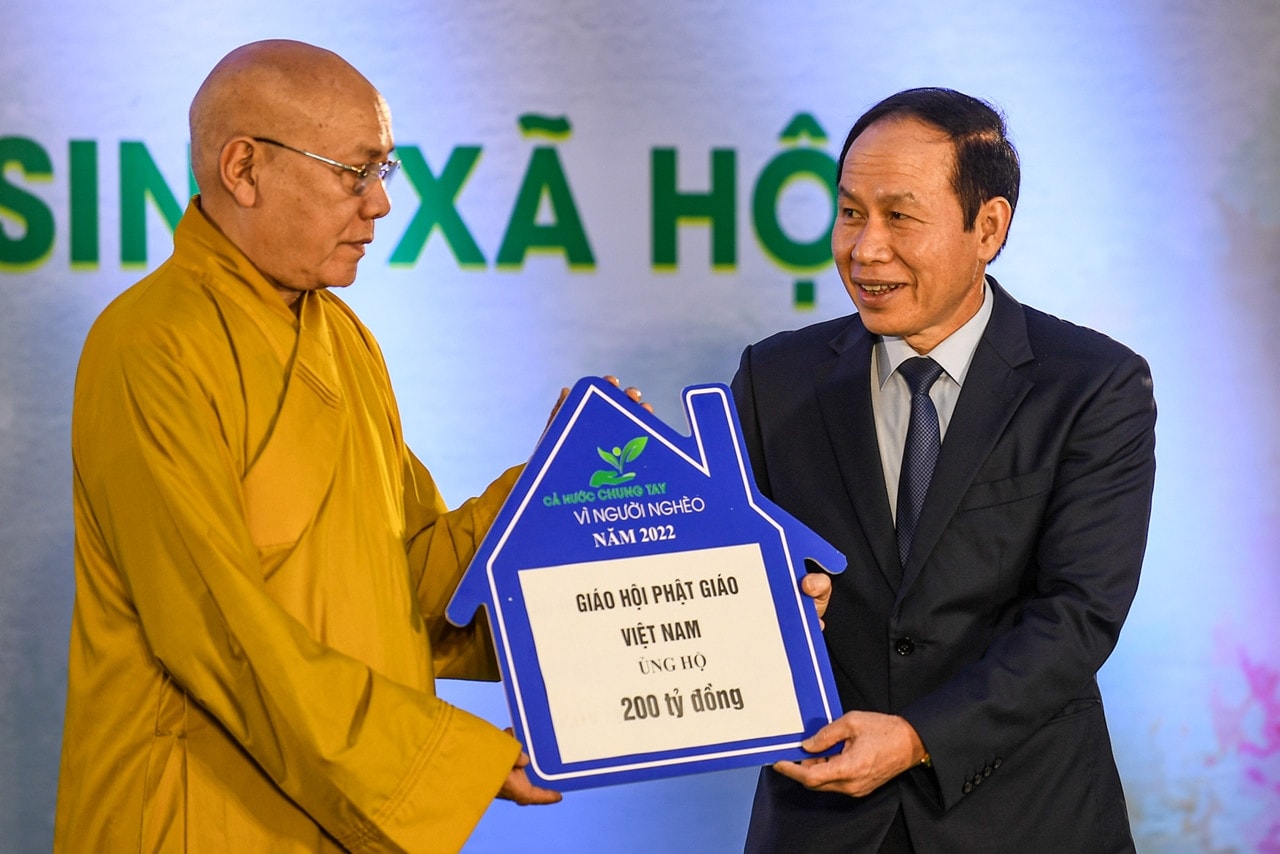 SIN XÃ HỘ
CẢ NƯỚC CHUNG TAY
VÌ NGƯỜI NGHÈO
NĂM 2022
GIÁO HỘI PHẬT GIÁO
VIỆT NAM
ỦNG HỘ
200 tỷ đồng